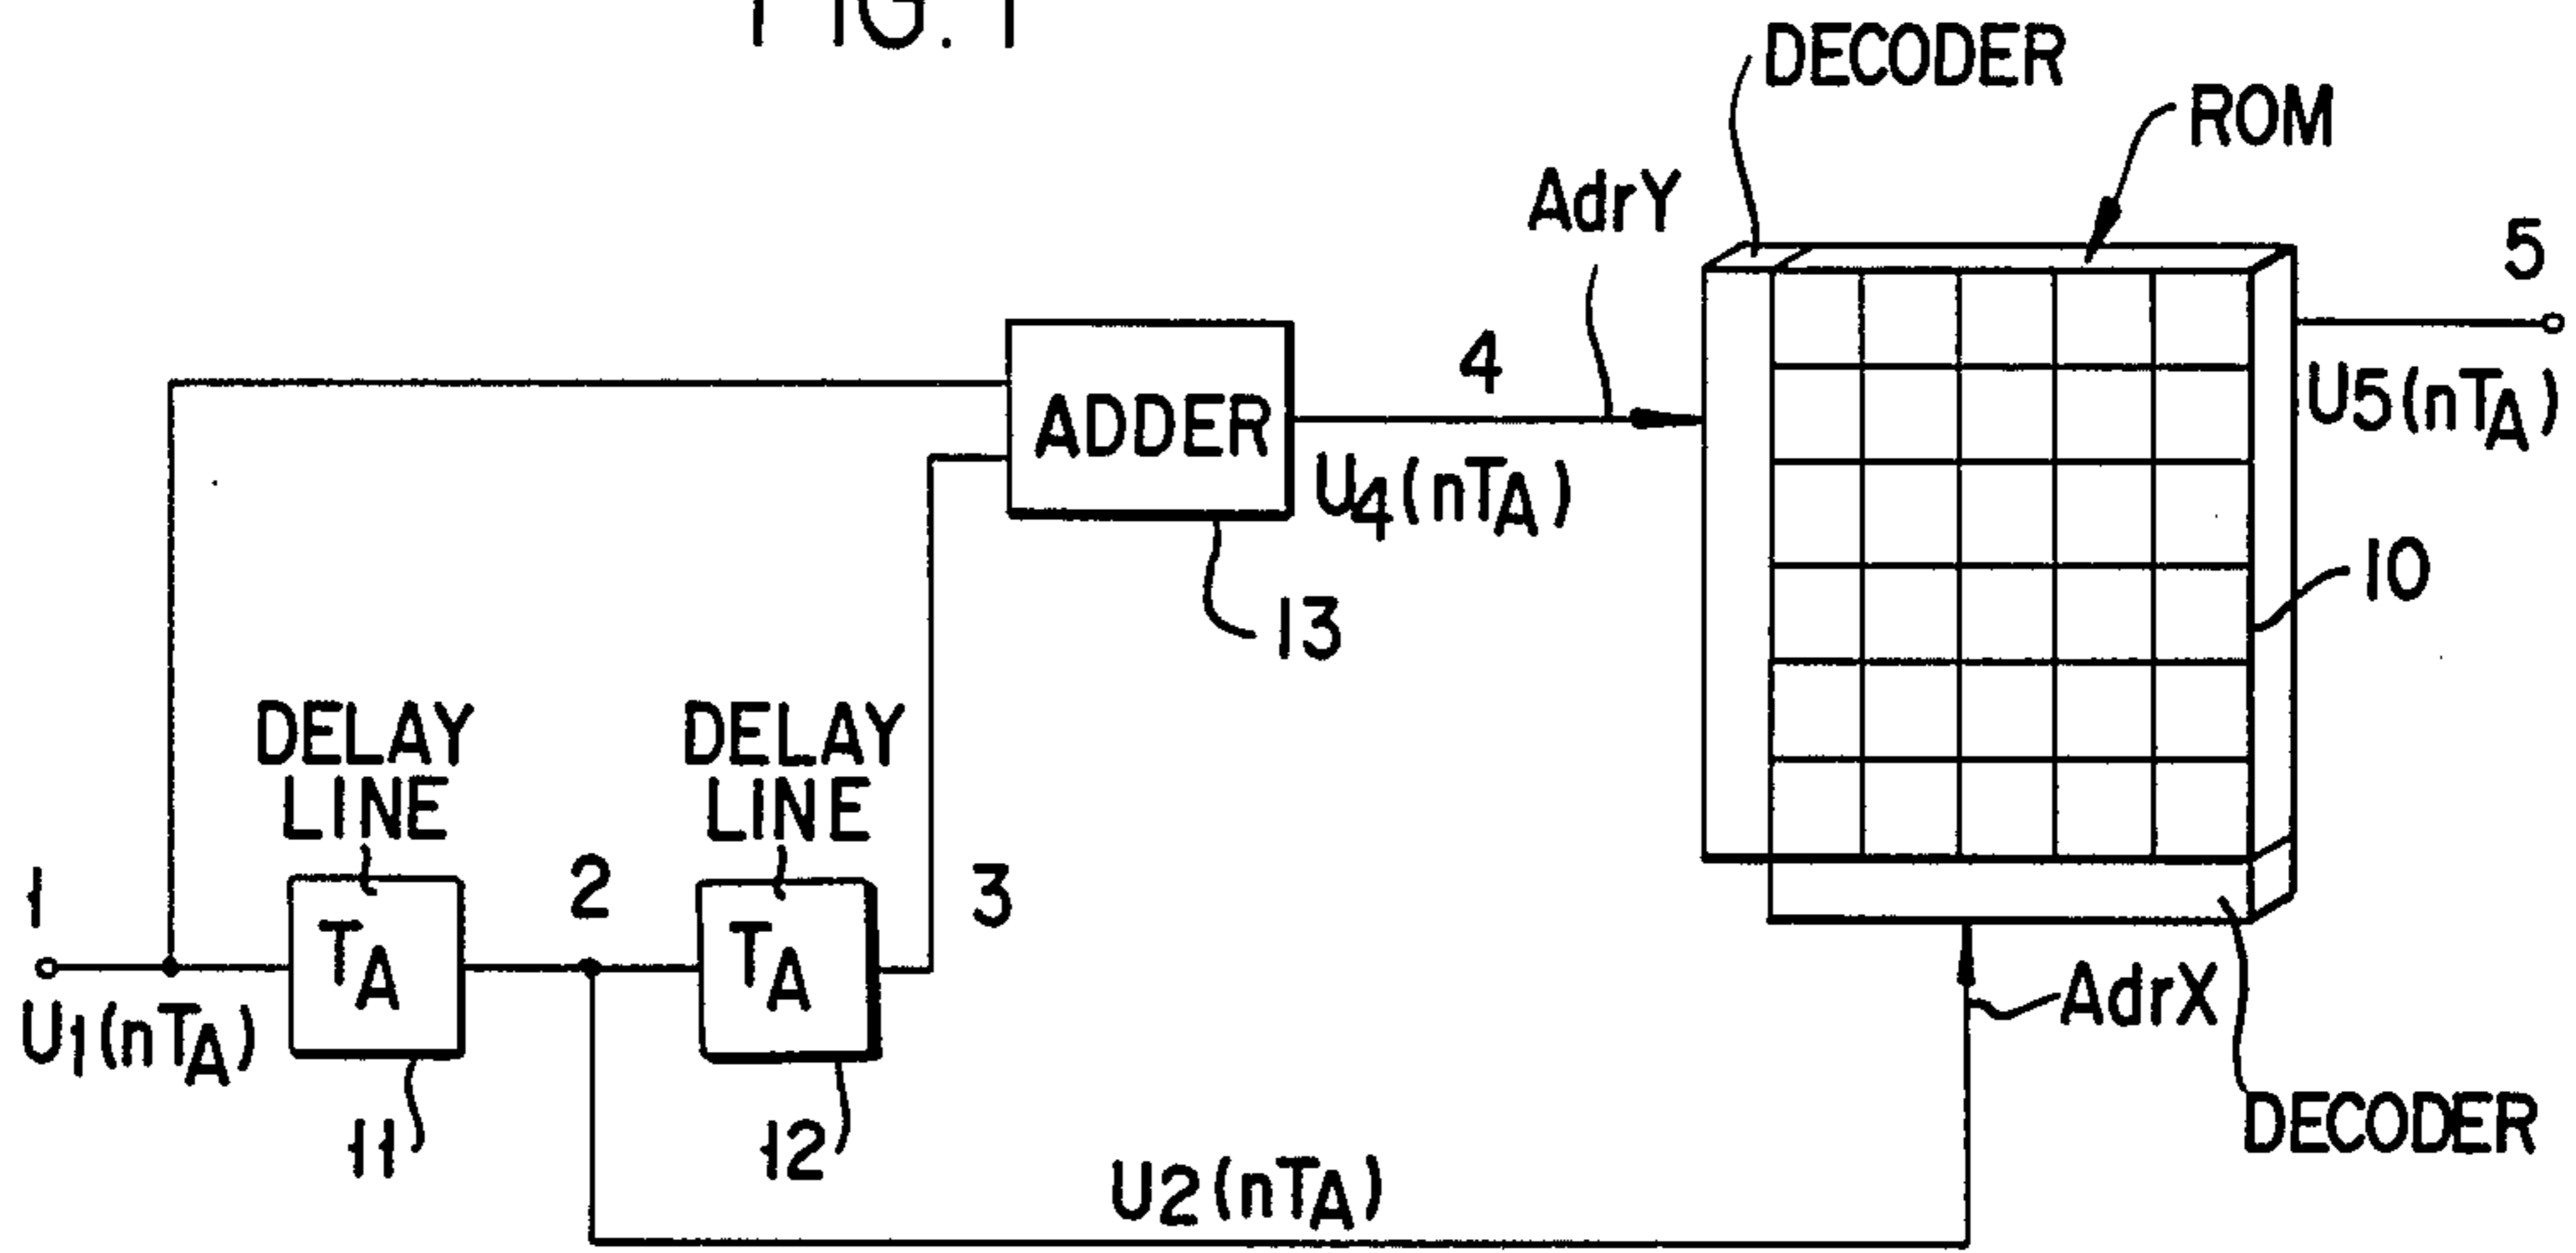 FIG. 1
DECODER
ROM
AdrY
5
4
ADDER
U5(nTA)
U4(nTA)
10
13
DELAY
LINE
DELAY
LINE
1
2
3
TA
TA
U1(nTA)
AdrX
11
12
DECODER
U2(nTA)